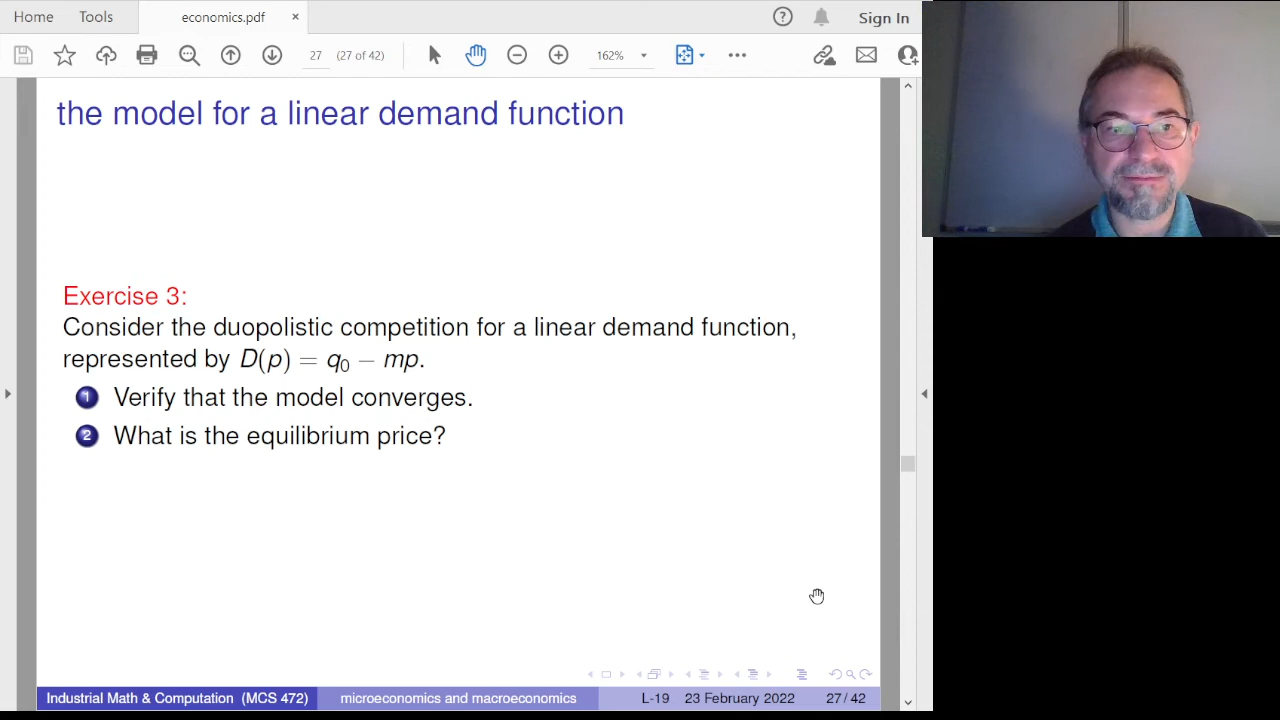 Home Tools economics.pdf × Sign In
27 (27 of 42) 162%
the model for a linear demand function
Exercise 3:
Consider the duopolistic competition for a linear demand function,
represented by D(p) = q₀ − mp.
1 Verify that the model converges.
2 What is the equilibrium price?
Industrial Math & Computation (MCS 472) microeconomics and macroeconomics L-19 23 February 2022 27 / 42